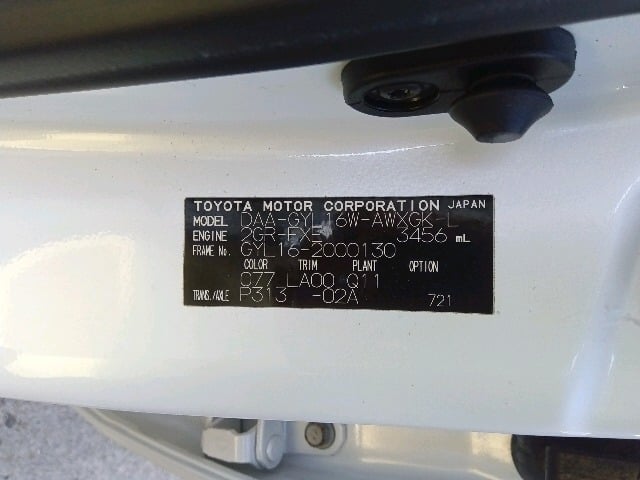 TOYOTA MOTOR CORPORATION JAPAN
MODEL DAA-GYL16W-AWXGK-L
ENGINE 2GR-FXE 3456 mL
FRAME No. GYL16-2000130
COLOR TRIM PLANT OPTION
CZ7 LA00 Q11
TRANS./AXLE P313 -02A 721